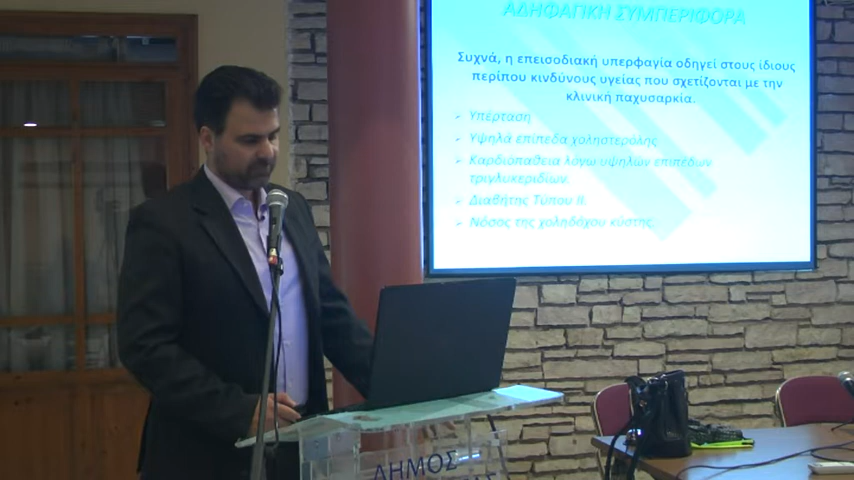 ΑΔΗΦΑΓΙΚΗ ΣΥΜΠΕΡΙΦΟΡΑ
Συχνά, η επεισοδιακή υπερφαγία οδηγεί στους ίδιους
περίπου κινδύνους υγείας που σχετίζονται με την
κλινική παχυσαρκία.
Υπέρταση
Υψηλά επίπεδα χοληστερόλης
Καρδιοπάθεια λόγω υψηλών επιπέδων
τριγλυκεριδίων.
Διαθήτης Τύπου ΙΙ
Νόσος της χοληδόχου κύστης.
ΔΗΜΟΣ